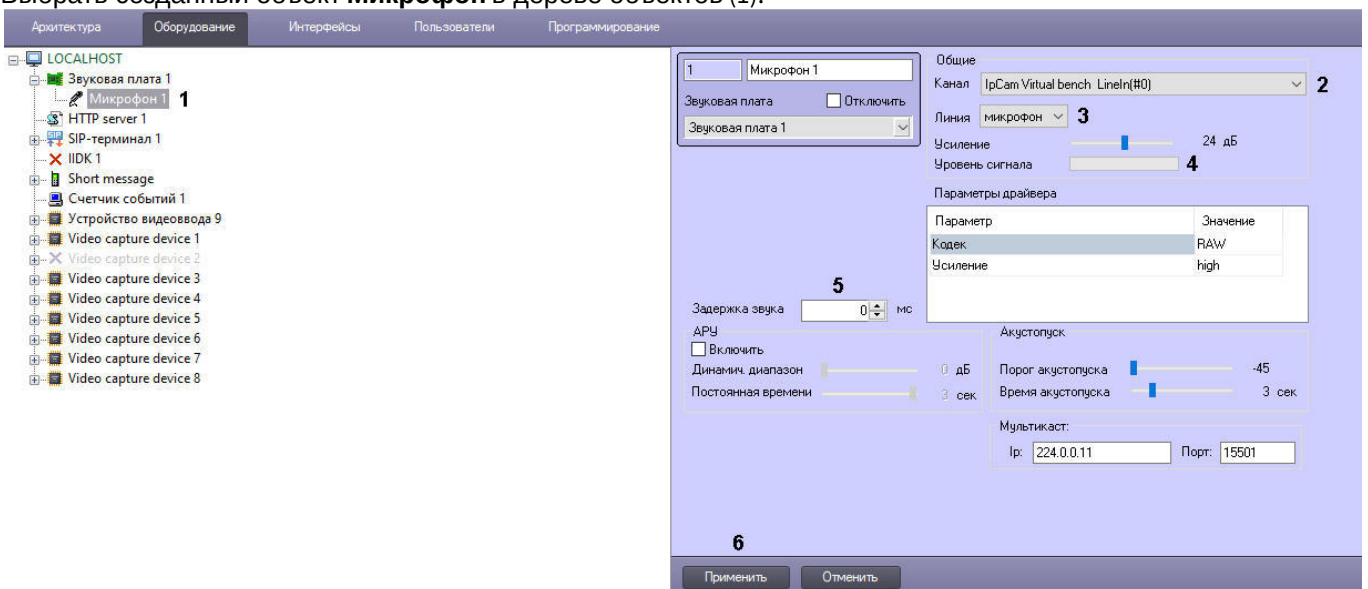 Выбрать созданный объект Микрофон в дереве объектов (1).
Архитектура Оборудование Интерфейсы Пользователи Программирование
LOCALHOST
Звуковая плата 1
Микрофон 1 1
HTTP server 1
SIP-терминал 1
IIDK 1
Short message
Счетчик событий 1
Устройство видеоввода 9
Video capture device 1
Video capture device 2
Video capture device 3
Video capture device 4
Video capture device 5
Video capture device 6
Video capture device 7
Video capture device 8
1 Микрофон 1
Звуковая плата Отключить
Звуковая плата 1
Общие
Канал IpCam Virtual bench LineIn(#0) 2
Линия микрофон 3
Усиление 24 дБ
Уровень сигнала 4
Параметры драйвера
Параметр Значение
Кодек RAW
Усиление high
5
Задержка звука 0 мс
АРУ
Включить
Динамич. диапазон 0 дБ
Постоянная времени 3 сек
Акустопуск
Порог акустопуска -45
Время акустопуска 3 сек
Мультикаст:
Ip: 224.0.0.11 Порт: 15501
6
Применить Отменить